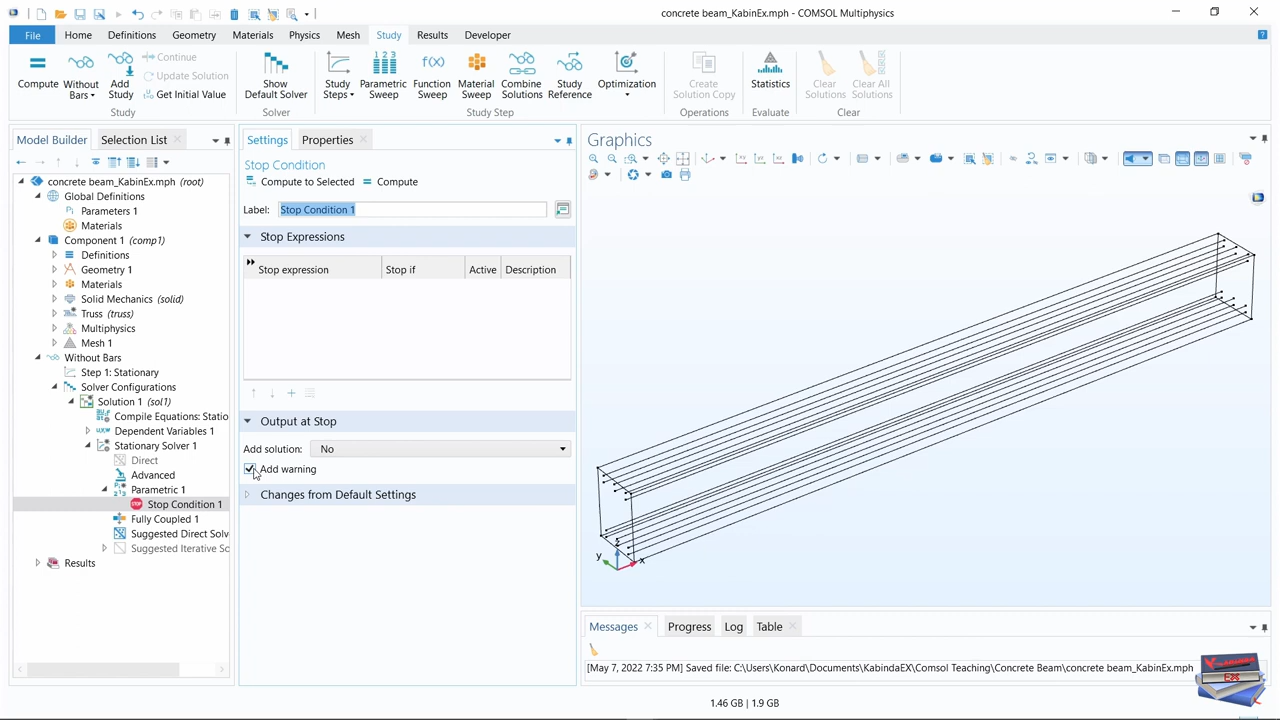 concrete beam_KabinEx.mph - COMSOL Multiphysics
File Home Definitions Geometry Materials Physics Mesh Study Results Developer
Compute
Without Bars
Add Study
Continue
Update Solution
Get Initial Value
Study
Show Default Solver
Solver
Study Steps
Parametric Sweep
Function Sweep
Material Sweep
Combine Solutions
Study Reference
Optimization
Study Step
Create Solution Copy
Operations
Statistics
Evaluate
Clear Solutions
Clear All Solutions
Clear
Model Builder Selection List
concrete beam_KabinEx.mph (root)
Global Definitions
Parameters 1
Materials
Component 1 (comp1)
Definitions
Geometry 1
Materials
Solid Mechanics (solid)
Truss (truss)
Multiphysics
Mesh 1
Without Bars
Step 1: Stationary
Solver Configurations
Solution 1 (sol1)
Compile Equations: Statio
Dependent Variables 1
Stationary Solver 1
Direct
Advanced
Parametric 1
Stop Condition 1
Fully Coupled 1
Suggested Direct Solv
Suggested Iterative Sc
Results
Settings Properties
Stop Condition
Compute to Selected = Compute
Label: Stop Condition 1
Stop Expressions
Stop expression Stop if Active Description
Output at Stop
Add solution: No
Add warning
Changes from Default Settings
Graphics
y z x
Messages Progress Log Table
[May 7, 2022 7:35 PM] Saved file: C:\Users\Konard\Documents\KabindaEX\Comsol Teaching\Concrete Beam\concrete beam_KabinEx.mph
1.46 GB | 1.9 GB